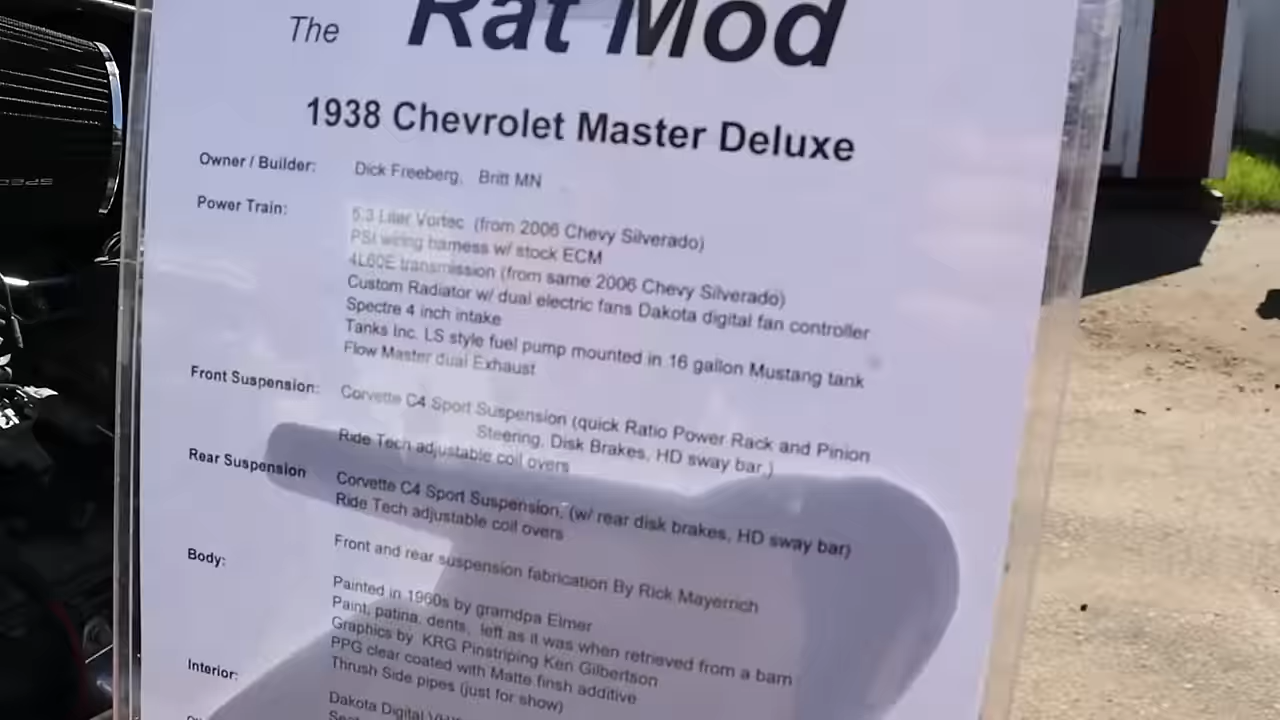 The Rat Mod
1938 Chevrolet Master Deluxe
Owner / Builder: Dick Freeberg, Britt MN
Power Train: 5.3 Liter Vortec (from 2006 Chevy Silverado)
PSI wiring harness w/ stock ECM
4L60E transmission (from same 2006 Chevy Silverado)
Custom Radiator w/ dual electric fans Dakota digital fan controller
Spectre 4 inch intake
Tanks Inc. LS style fuel pump mounted in 16 gallon Mustang tank
Flow Master dual Exhaust
Front Suspension: Corvette C4 Sport Suspension (quick Ratio Power Rack and Pinion
Steering, Disk Brakes, HD sway bar,)
Ride Tech adjustable coil overs
Rear Suspension Corvette C4 Sport Suspension, (w/ rear disk brakes, HD sway bar)
Ride Tech adjustable coil overs
Front and rear suspension fabrication By Rick Mayerrich
Body: Painted in 1960s by gramdpa Elmer
Paint, patina, dents, left as it was when retrieved from a barn
Graphics by KRG Pinstriping Ken Gilbertson
PPG clear coated with Matte finsh additive
Thrush Side pipes (just for show)
Interior: Dakota Digital